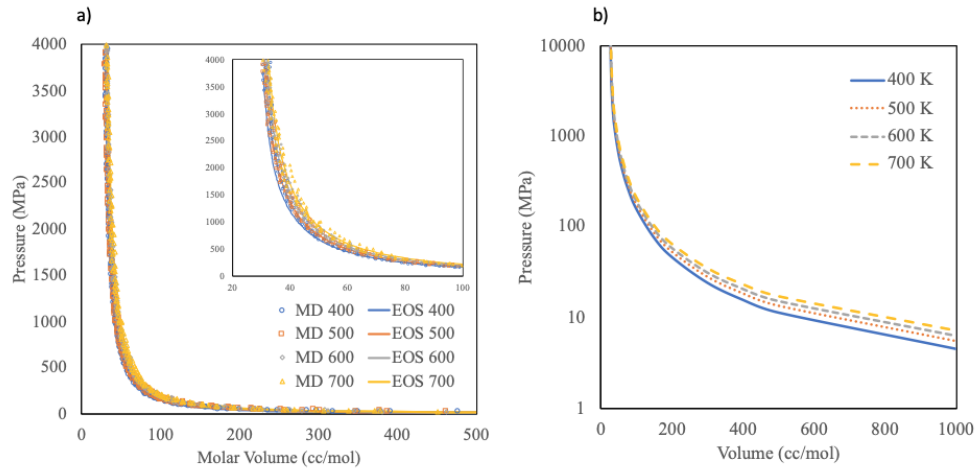 a)
4000
3500
3000
2500
2000
1500
1000
500
0
Pressure (MPa)
0
100
200
300
400
500
Molar Volume (cc/mol)
4000
3500
3000
2500
2000
1500
1000
500
0
20
40
60
80
100
MD 400
EOS 400
MD 500
EOS 500
MD 600
EOS 600
MD 700
EOS 700
b)
10000
1000
100
10
1
Pressure (MPa)
0
200
400
600
800
1000
Volume (cc/mol)
400 K
500 K
600 K
700 K